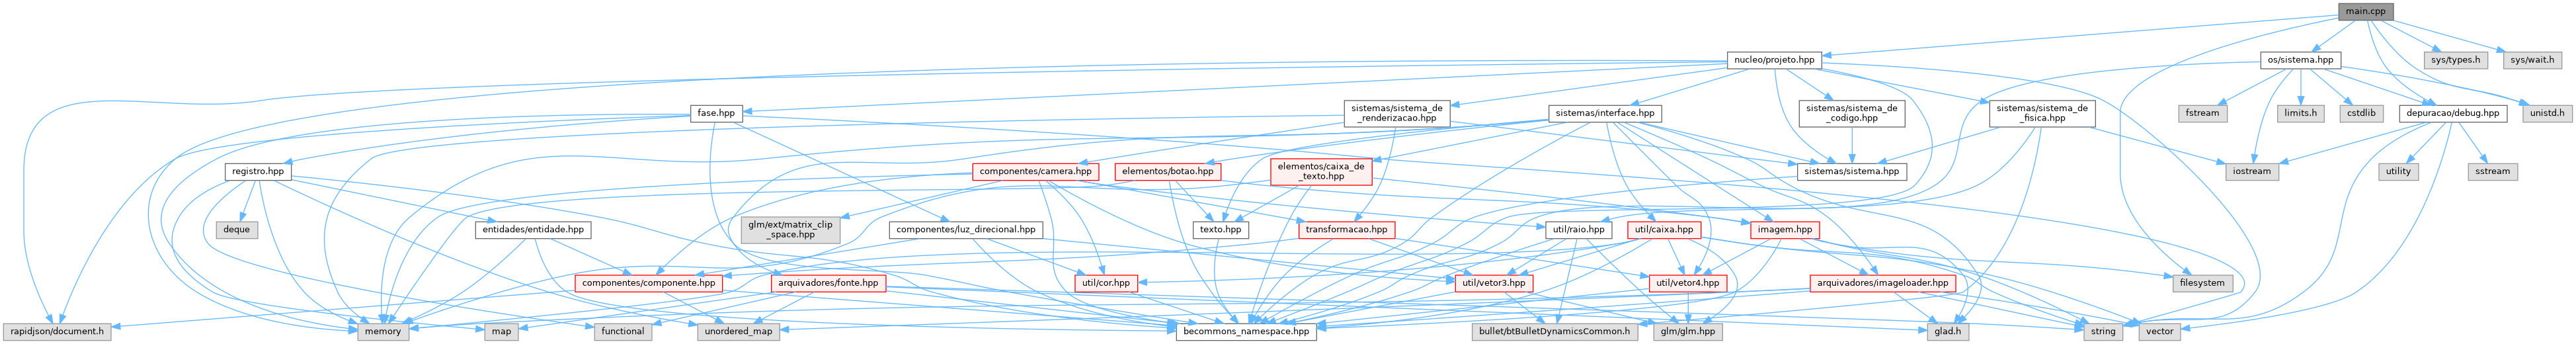 main.cpp
nucleo/projeto.hpp
os/sistema.hpp
sys/types.h
sys/wait.h
fase.hpp
sistemas/sistema_de
_renderizacao.hpp
sistemas/interface.hpp
sistemas/sistema_de
_codigo.hpp
sistemas/sistema_de
_fisica.hpp
fstream
limits.h
cstdlib
depuracao/debug.hpp
unistd.h
registro.hpp
componentes/camera.hpp
elementos/botao.hpp
elementos/caixa_de
_texto.hpp
sistemas/sistema.hpp
iostream
utility
sstream
deque
entidades/entidade.hpp
glm/ext/matrix_clip
_space.hpp
componentes/luz_direcional.hpp
texto.hpp
transformacao.hpp
util/raio.hpp
util/caixa.hpp
imagem.hpp
componentes/componente.hpp
arquivadores/fonte.hpp
util/cor.hpp
util/vetor3.hpp
util/vetor4.hpp
arquivadores/imageloader.hpp
filesystem
rapidjson/document.h
memory
map
functional
unordered_map
becommons_namespace.hpp
bullet/btBulletDynamicsCommon.h
glm/glm.hpp
glad.h
string
vector